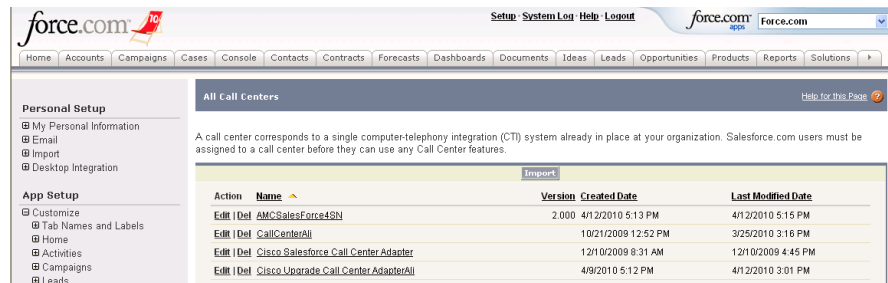 force.com 10
Setup · System Log · Help · Logout
force.com apps
Force.com
Home Accounts Campaigns Cases Console Contacts Contracts Forecasts Dashboards Documents Ideas Leads Opportunities Products Reports Solutions
Personal Setup
My Personal Information
Email
Import
Desktop Integration
App Setup
Customize
Tab Names and Labels
Home
Activities
Campaigns
Leads
All Call Centers
Help for this Page ?
A call center corresponds to a single computer-telephony integration (CTI) system already in place at your organization. Salesforce.com users must be
assigned to a call center before they can use any Call Center features.
Import
Action Name Version Created Date Last Modified Date
Edit | Del AMCSalesForce4SN 2.000 4/12/2010 5:13 PM 4/12/2010 5:15 PM
Edit | Del CallCenterAli 10/21/2009 12:52 PM 3/25/2010 3:16 PM
Edit | Del Cisco Salesforce Call Center Adapter 12/10/2009 8:31 AM 12/10/2009 4:45 PM
Edit | Del Cisco Upgrade Call Center AdapterAli 4/9/2010 5:12 PM 4/12/2010 3:01 PM